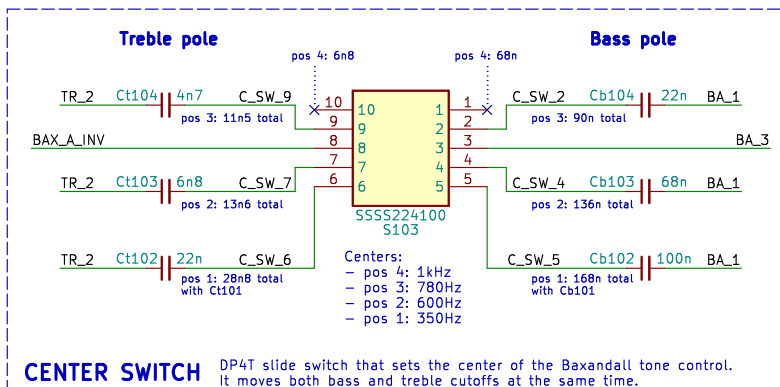 Treble pole
Bass pole
pos 4: 6n8
pos 4: 68n
TR_2
Ct104
4n7
C_SW_9
pos 3: 11n5 total
10
9
8
7
6
10
9
8
7
6
1
2
3
4
5
1
2
3
4
5
C_SW_2
Cb104
22n
BA_1
pos 3: 90n total
BAX_A_INV
BA_3
TR_2
Ct103
6n8
C_SW_7
pos 2: 13n6 total
C_SW_4
Cb103
68n
BA_1
pos 2: 136n total
SSSS224100
S103
TR_2
Ct102
22n
C_SW_6
pos 1: 28n8 total
with Ct101
C_SW_5
Cb102
100n
BA_1
pos 1: 168n total
with Cb101
Centers:
- pos 4: 1kHz
- pos 3: 780Hz
- pos 2: 600Hz
- pos 1: 350Hz
CENTER SWITCH
DP4T slide switch that sets the center of the Baxandall tone control.
It moves both bass and treble cutoffs at the same time.